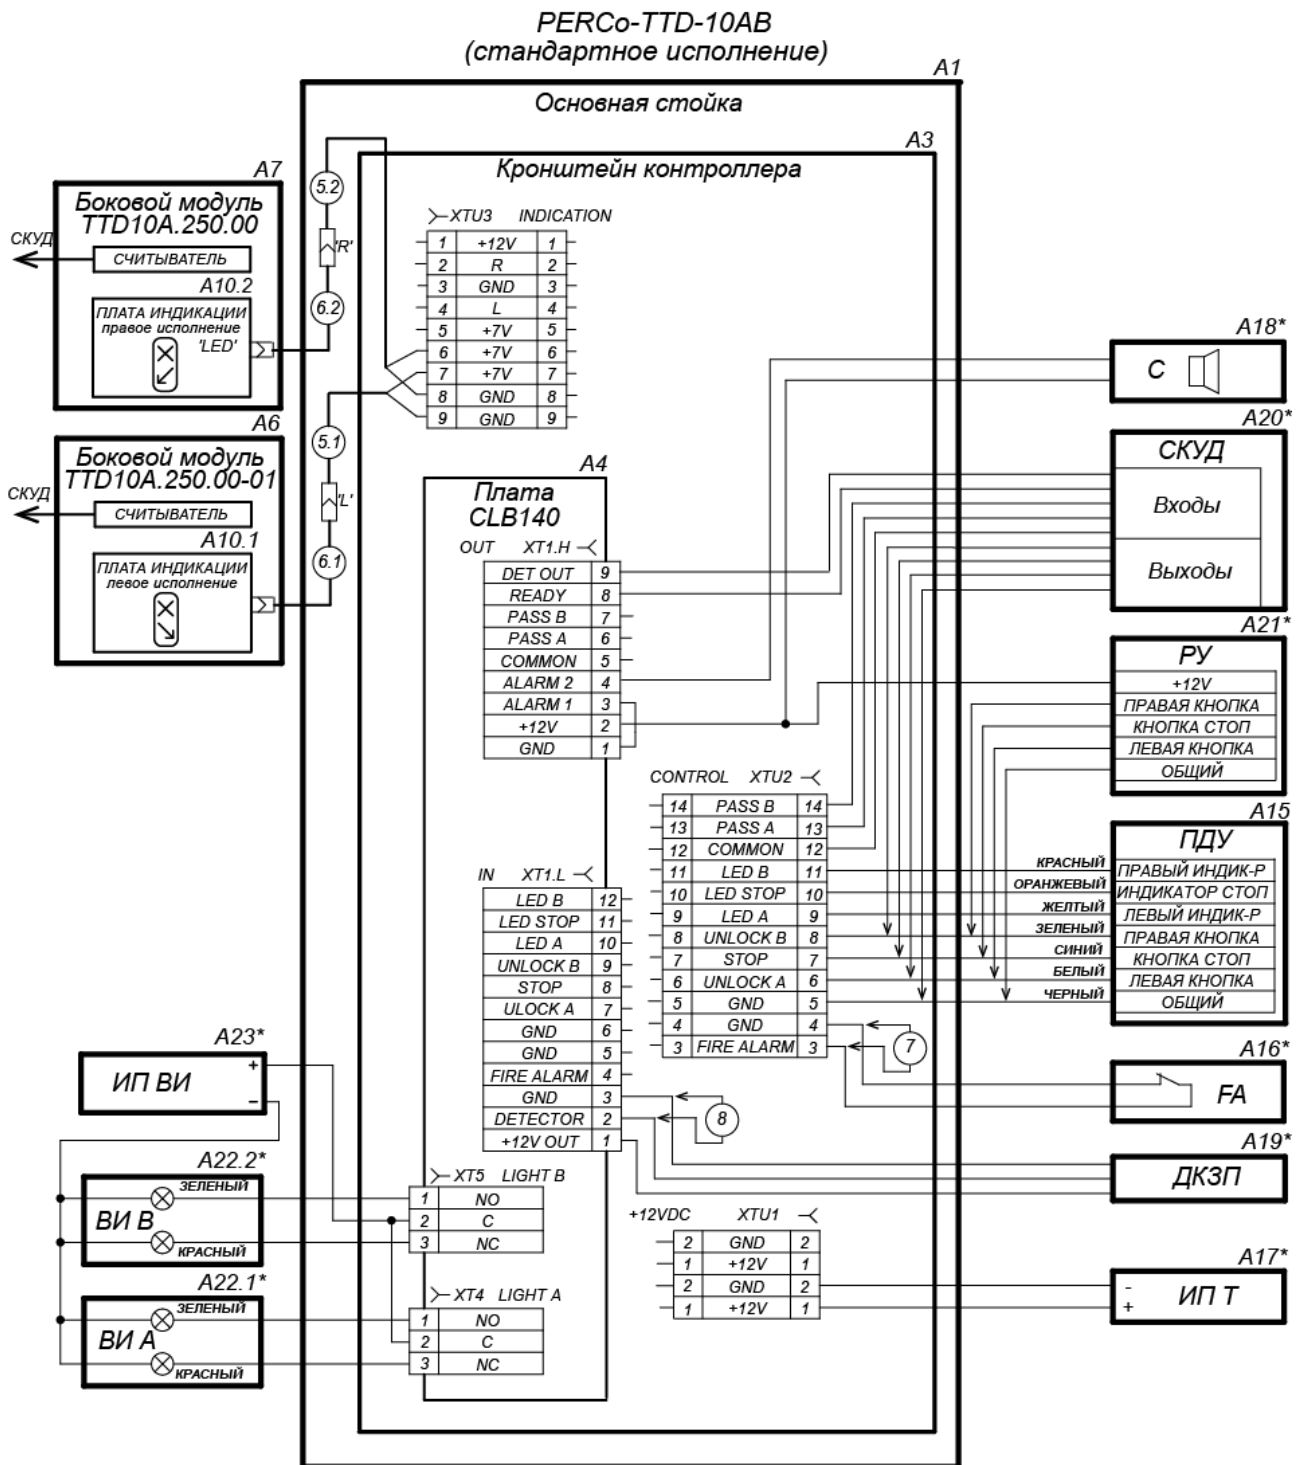 PERCo-TTD-10AB
(стандартное исполнение)
A1
Основная стойка
A3
Кронштейн контроллера
XTU3 INDICATION
1 +12V 1
2 R 2
3 GND 3
4 L 4
5 +7V 5
6 +7V 6
7 +7V 7
8 GND 8
9 GND 9
A7
Боковой модуль
TTD10A.250.00
СКУД
СЧИТЫВАТЕЛЬ
A10.2
ПЛАТА ИНДИКАЦИИ
правое исполнение
'LED'
5.2
'R'
6.2
A6
Боковой модуль
TTD10A.250.00-01
СКУД
СЧИТЫВАТЕЛЬ
A10.1
ПЛАТА ИНДИКАЦИИ
левое исполнение
5.1
'L'
6.1
A4
Плата
CLB140
OUT XT1.H
DET OUT 9
READY 8
PASS B 7
PASS A 6
COMMON 5
ALARM 2 4
ALARM 1 3
+12V 2
GND 1
CONTROL XTU2
14 PASS B 14
13 PASS A 13
12 COMMON 12
11 LED B 11
10 LED STOP 10
9 LED A 9
8 UNLOCK B 8
7 STOP 7
6 UNLOCK A 6
5 GND 5
4 GND 4
3 FIRE ALARM 3
7
IN XT1.L
LED B 12
LED STOP 11
LED A 10
UNLOCK B 9
STOP 8
ULOCK A 7
GND 6
GND 5
FIRE ALARM 4
GND 3
DETECTOR 2
+12V OUT 1
8
XT5 LIGHT B
1 NO
2 C
3 NC
XT4 LIGHT A
1 NO
2 C
3 NC
+12VDC XTU1
2 GND 2
1 +12V 1
2 GND 2
1 +12V 1
A23*
ИП ВИ
+
−
A22.2*
ЗЕЛЕНЫЙ
ВИ В
КРАСНЫЙ
A22.1*
ЗЕЛЕНЫЙ
ВИ А
КРАСНЫЙ
A18*
С
A20*
СКУД
Входы
Выходы
A21*
РУ
+12V
ПРАВАЯ КНОПКА
КНОПКА СТОП
ЛЕВАЯ КНОПКА
ОБЩИЙ
A15
ПДУ
КРАСНЫЙ ПРАВЫЙ ИНДИК-Р
ОРАНЖЕВЫЙ ИНДИКАТОР СТОП
ЖЕЛТЫЙ ЛЕВЫЙ ИНДИК-Р
ЗЕЛЕНЫЙ ПРАВАЯ КНОПКА
СИНИЙ КНОПКА СТОП
БЕЛЫЙ ЛЕВАЯ КНОПКА
ЧЕРНЫЙ ОБЩИЙ
A16*
FA
A19*
ДКЗП
A17*
-
+
ИП Т